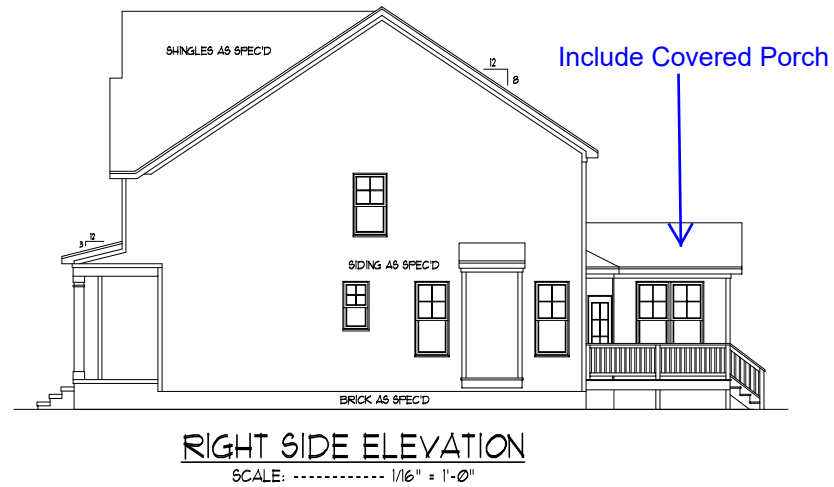 SHINGLES AS SPEC'D
12
8
Include Covered Porch
12
3
SIDING AS SPEC'D
BRICK AS SPEC'D
RIGHT SIDE ELEVATION
SCALE: ------------ 1/16" = 1'-0"